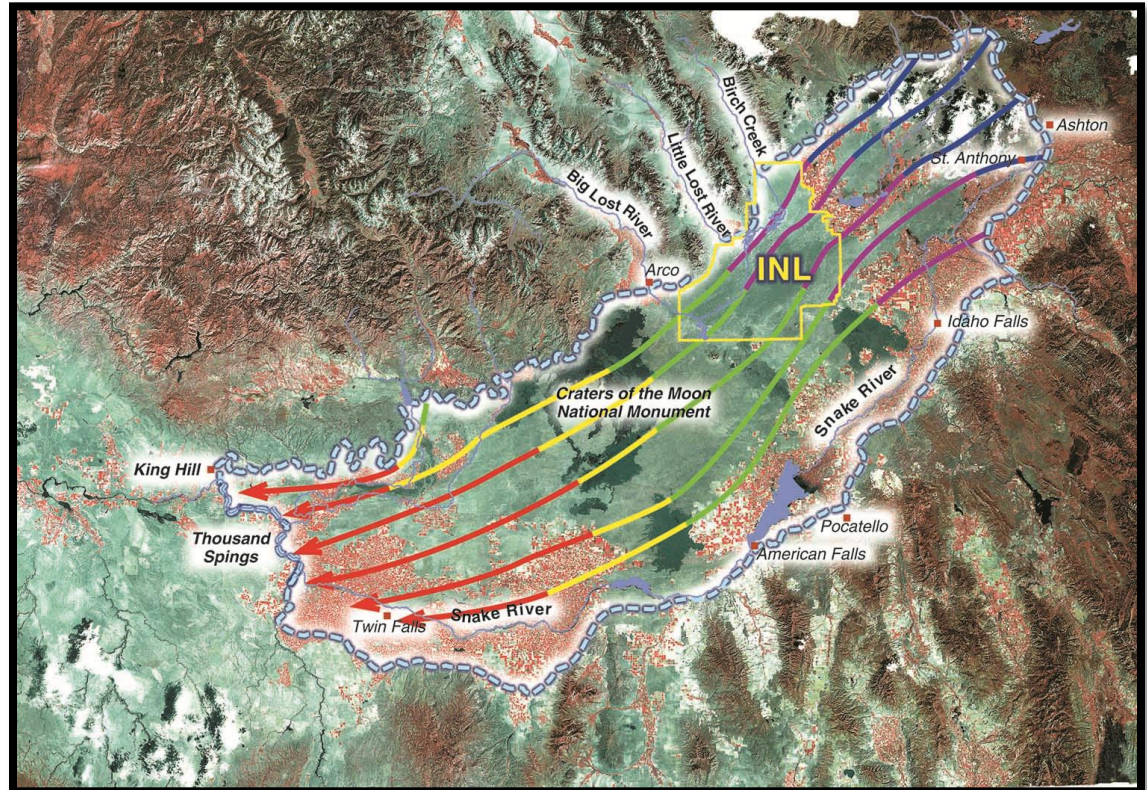 Birch Creek
Little Lost River
Big Lost River
Ashton
St. Anthony
INL
Arco
Idaho Falls
Craters of the Moon
National Monument
Snake River
King Hill
Thousand
Spings
Pocatello
American Falls
Snake River
Twin Falls